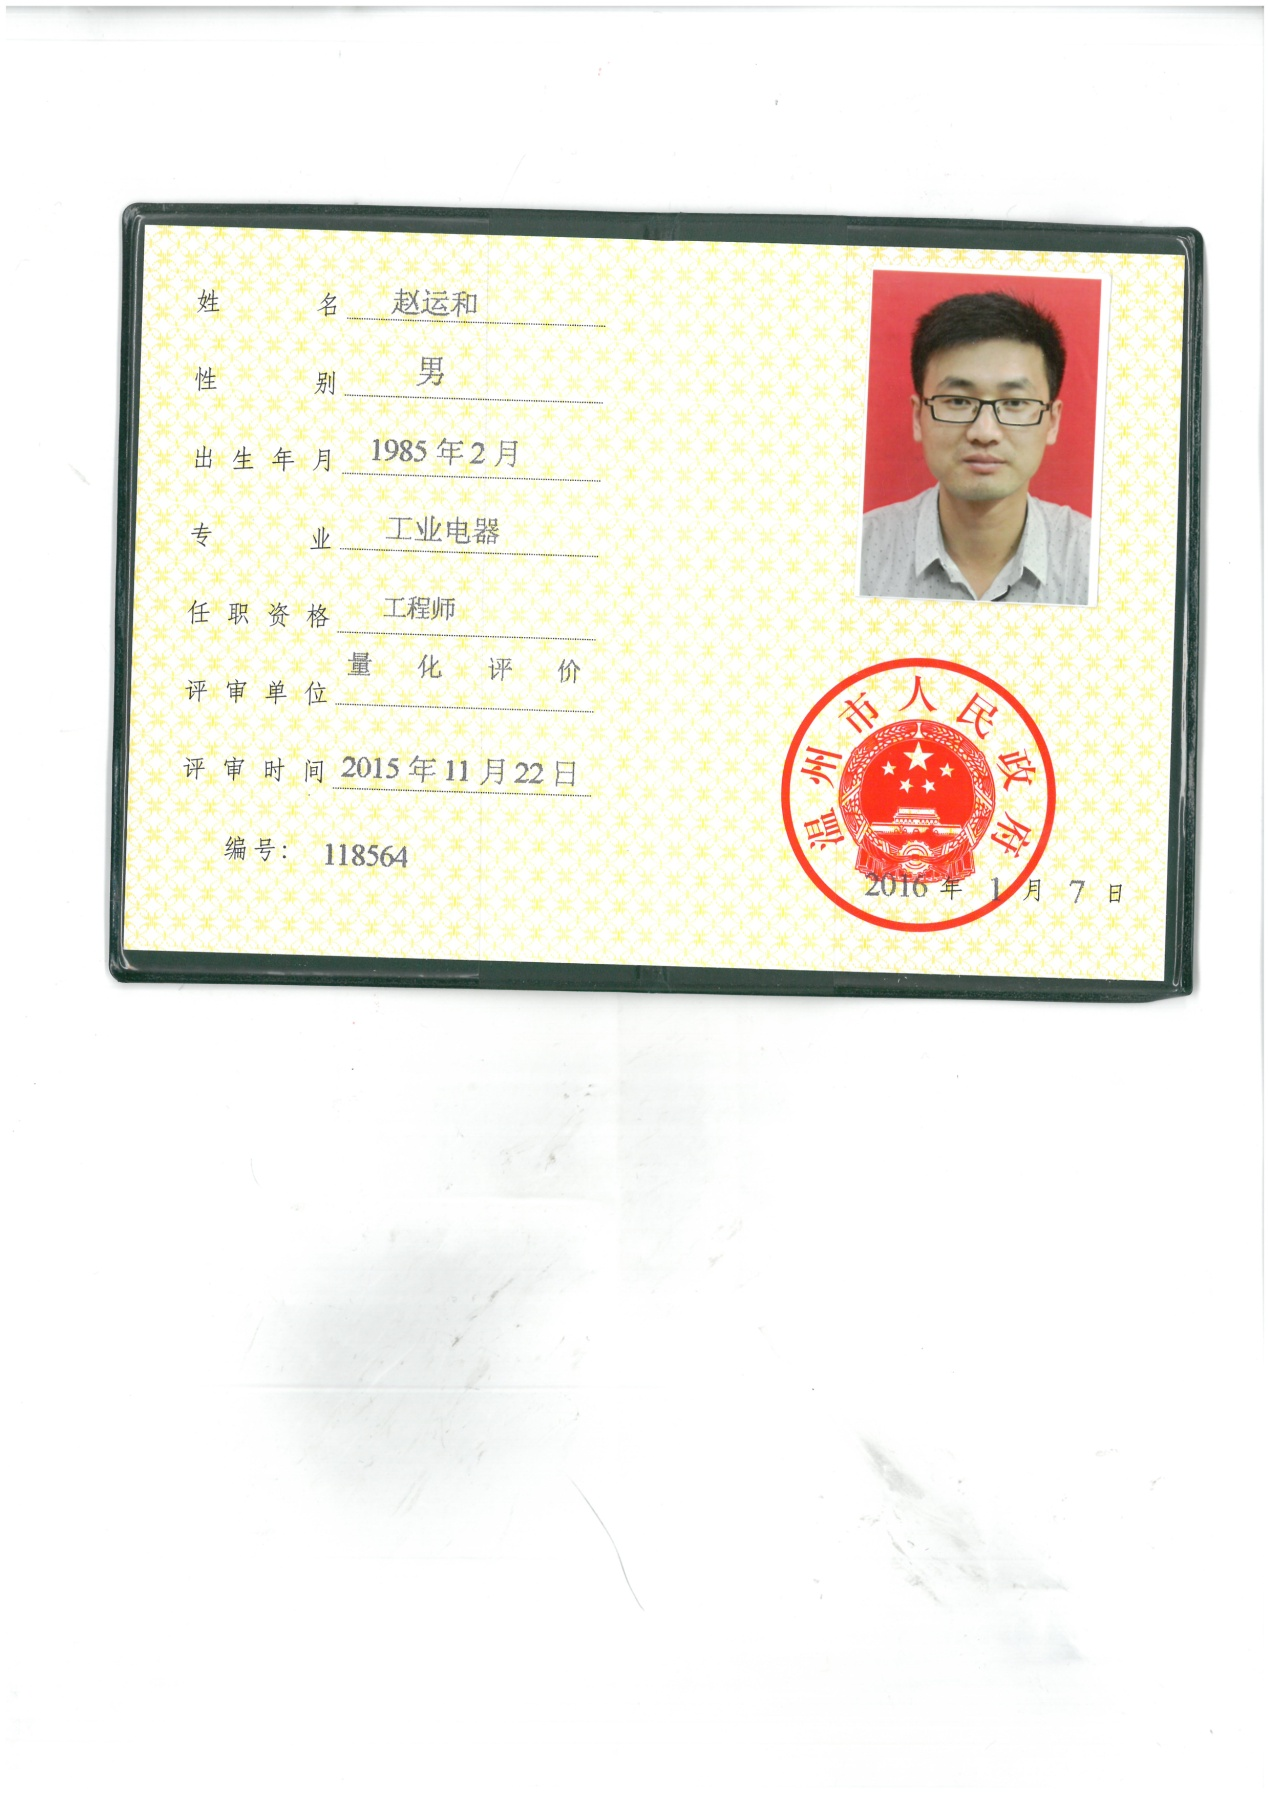 姓名 赵运和
性别 男
出生年月 1985年2月
专业 工业电器
任职资格 工程师
量化评价
评审单位
评审时间 2015年11月22日
编号： 118564
温州市人民政府
2016年1月7日